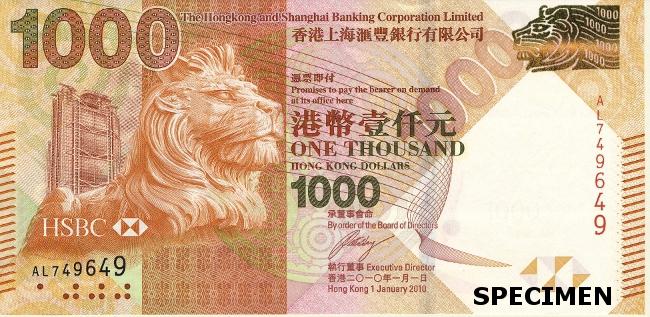 1000
The Hongkong and Shanghai Banking Corporation Limited
香港上海滙豐銀行有限公司
1000
1000
1000
1000
憑票即付
Promises to pay the bearer on demand
at its office here
港幣壹仟元
ONE THOUSAND
HONG KONG DOLLARS
1000
承董事會命
By order of the Board of Directors
執行董事 Executive Director
香港二〇一〇年一月一日
Hong Kong 1 January 2010
HSBC
AL749649
AL749649
SPECIMEN